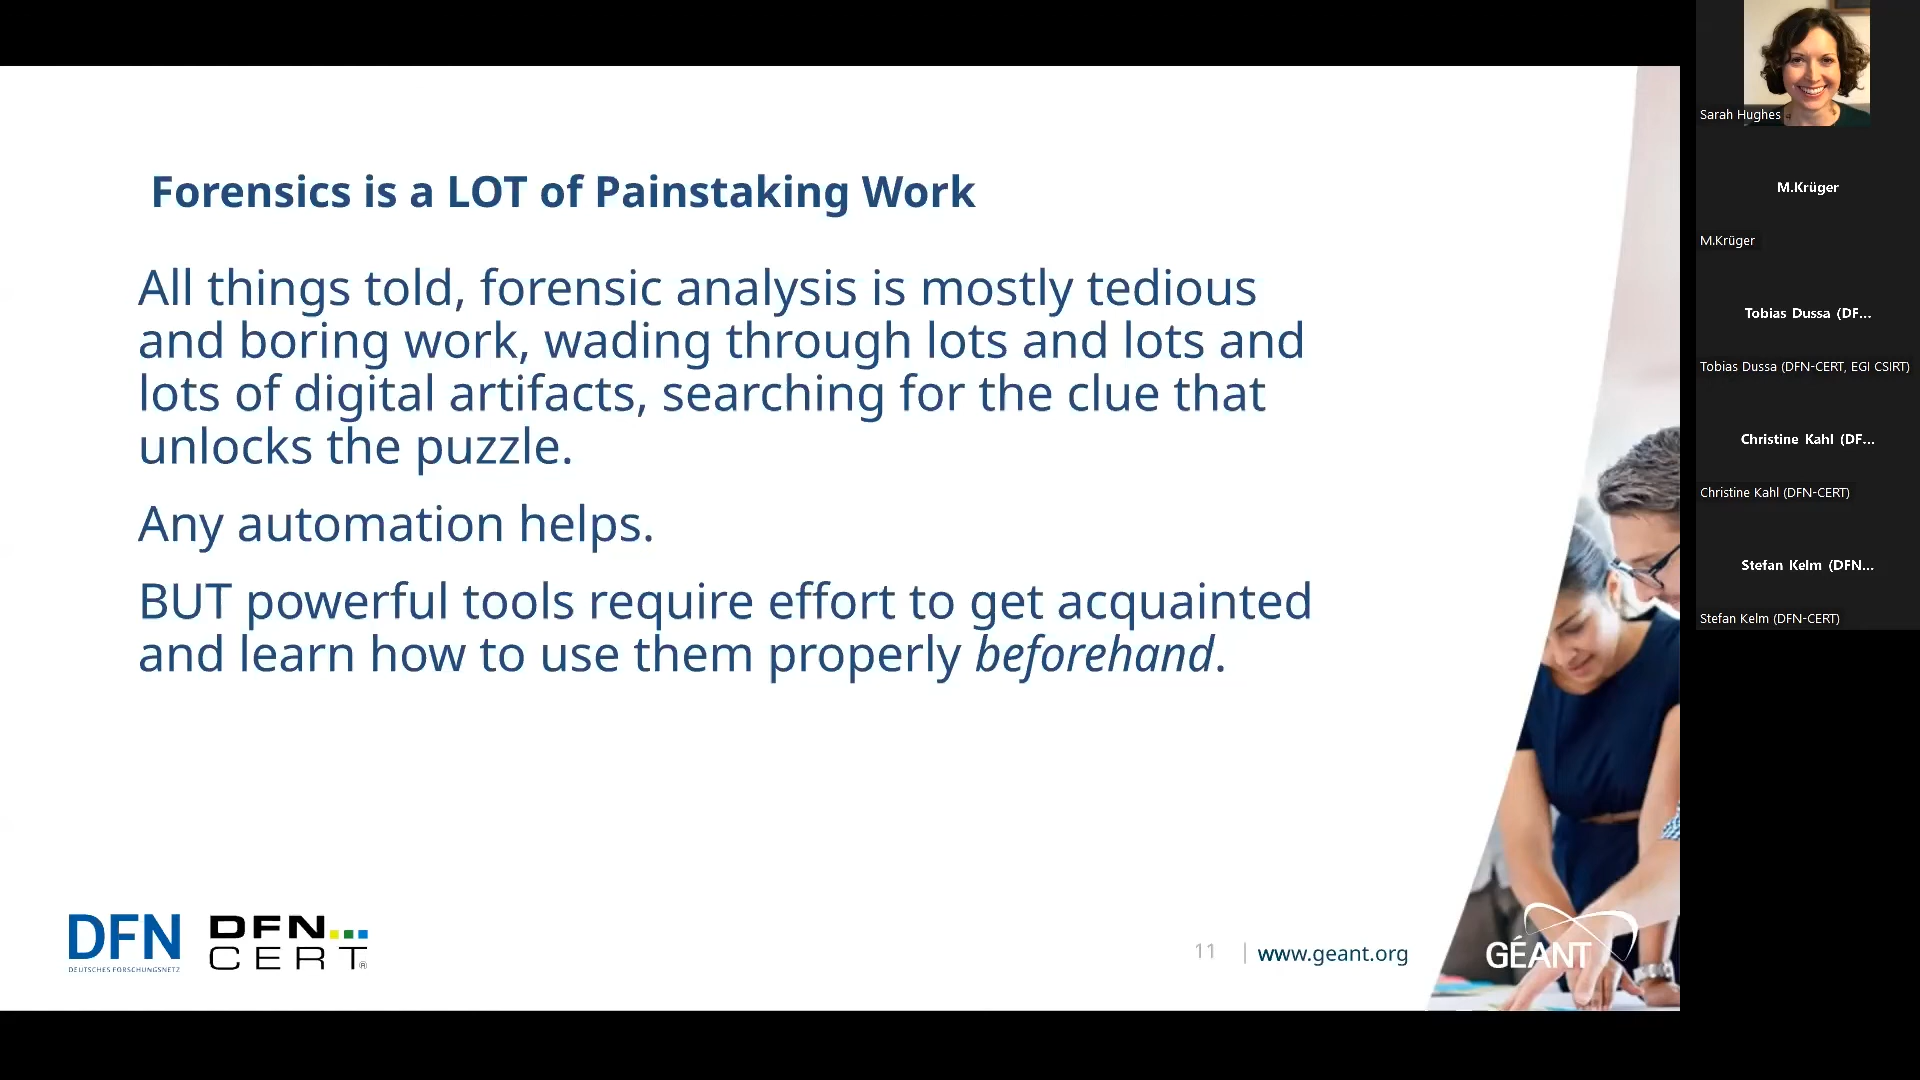 Forensics is a LOT of Painstaking Work
All things told, forensic analysis is mostly tedious
and boring work, wading through lots and lots and
lots of digital artifacts, searching for the clue that
unlocks the puzzle.
Any automation helps.
BUT powerful tools require effort to get acquainted
and learn how to use them properly beforehand.
DFN
DEUTSCHES FORSCHUNGSNETZ
DFN
CERT®
11
www.geant.org
GÉANT
Sarah Hughes
M.Krüger
M.Krüger
Tobias Dussa (DF...
Tobias Dussa (DFN-CERT, EGI CSIRT)
Christine Kahl (DF...
Christine Kahl (DFN-CERT)
Stefan Kelm (DFN...
Stefan Kelm (DFN-CERT)